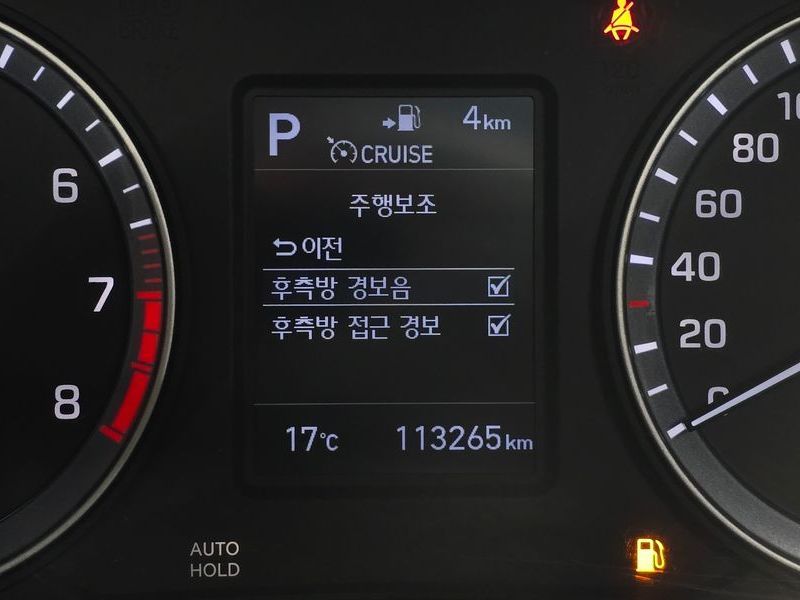 P 4km
CRUISE
주행보조
이전
후측방 경보음
후측방 접근 경보
17°C 113265km
6
7
8
80
60
40
20
0
AUTO
HOLD